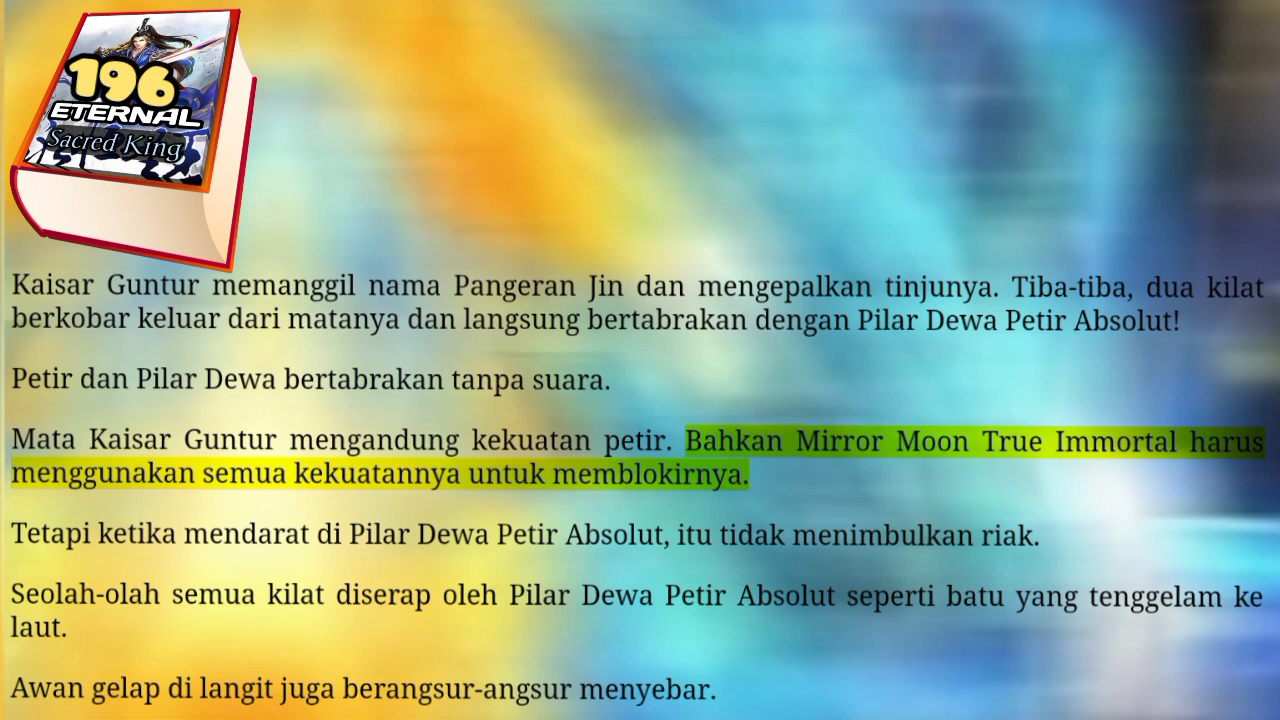 196
ETERNAL
Sacred King
Kaisar Guntur memanggil nama Pangeran Jin dan mengepalkan tinjunya. Tiba-tiba, dua kilat
berkobar keluar dari matanya dan langsung bertabrakan dengan Pilar Dewa Petir Absolut!
Petir dan Pilar Dewa bertabrakan tanpa suara.
Mata Kaisar Guntur mengandung kekuatan petir. Bahkan Mirror Moon True Immortal harus
menggunakan semua kekuatannya untuk memblokirnya.
Tetapi ketika mendarat di Pilar Dewa Petir Absolut, itu tidak menimbulkan riak.
Seolah-olah semua kilat diserap oleh Pilar Dewa Petir Absolut seperti batu yang tenggelam ke
laut.
Awan gelap di langit juga berangsur-angsur menyebar.